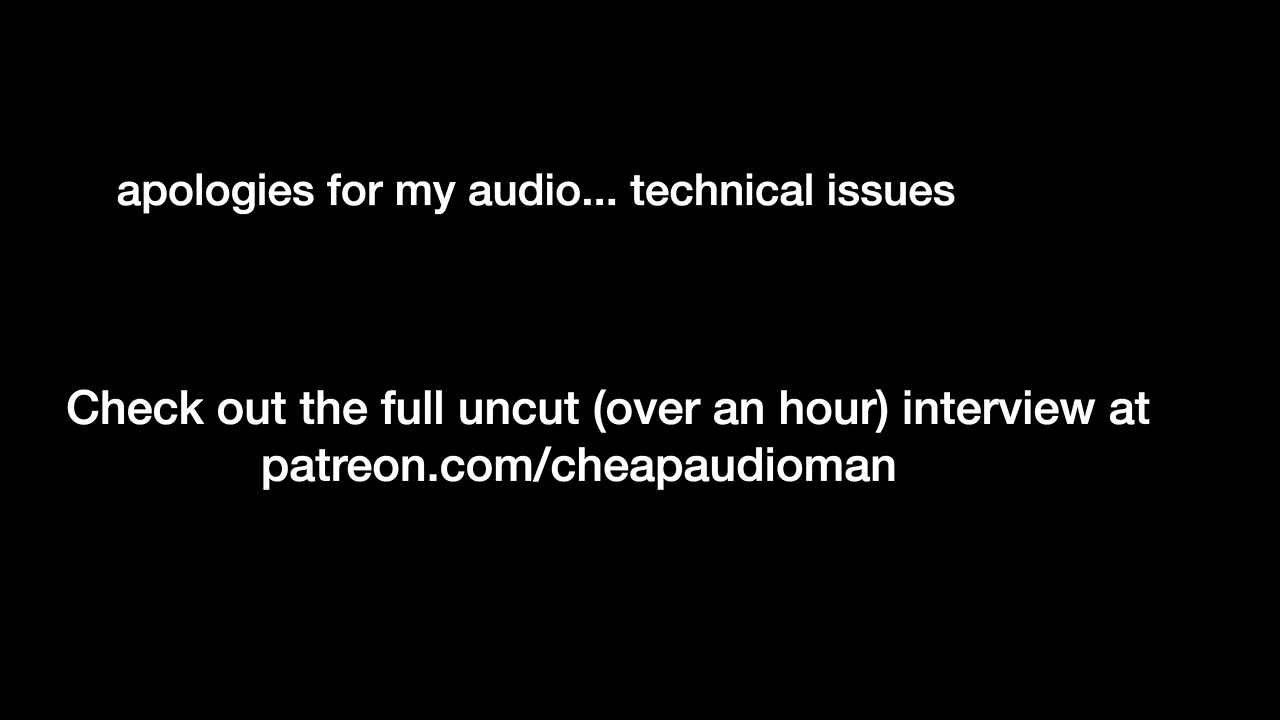 apologies for my audio... technical issues
Check out the full uncut (over an hour) interview at
patreon.com/cheapaudioman